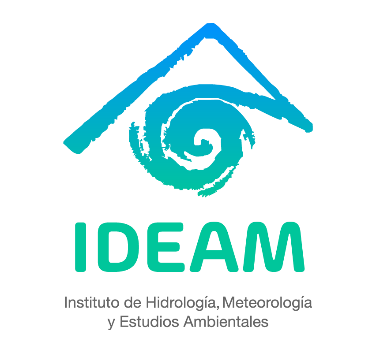 IDEAM
Instituto de Hidrología, Meteorología
y Estudios Ambientales